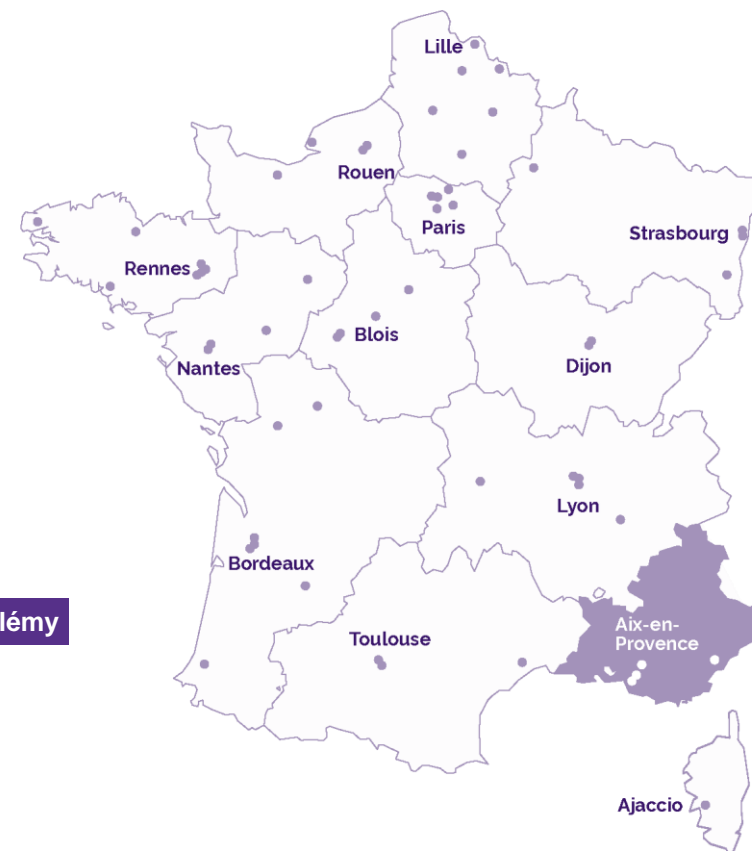 Lille
Rouen
Paris
Strasbourg
Rennes
Blois
Nantes
Dijon
Lyon
Bordeaux
lémy
Toulouse
Aix-en-
Provence
Ajaccio